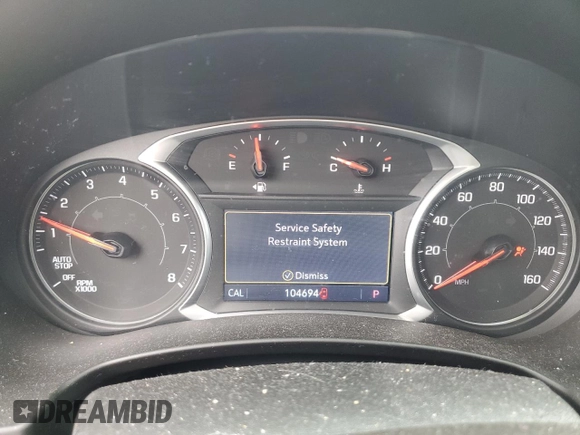 E F
C H
1 2 3 4 5 6 7 8
AUTO
STOP
OFF
RPM
X1000
Service Safety
Restraint System
Dismiss
CAL 104694 P
0 20 40 60 80 100 120 140 160
MPH
DREAMBID